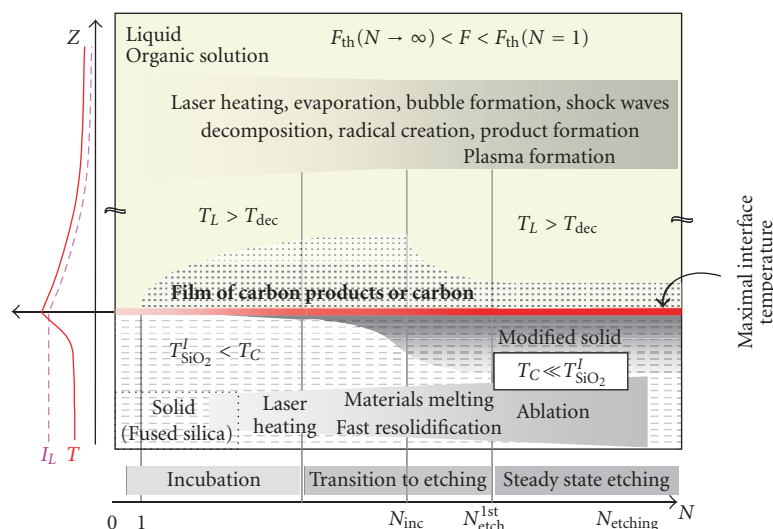 Z
Liquid
Organic solution
F_th(N → ∞) < F < F_th(N = 1)
Laser heating, evaporation, bubble formation, shock waves
decomposition, radical creation, product formation
Plasma formation
T_L > T_dec
T_L > T_dec
Film of carbon products or carbon
Maximal interface
temperature
T^I_SiO2 < T_C
Modified solid
T_C ≪ T^I_SiO2
Solid
(Fused silica)
Laser
heating
Materials melting
Fast resolidification
Ablation
I_L
T
Incubation
Transition to etching
Steady state etching
0
1
N_inc
N^1st_etch
N_etching
N